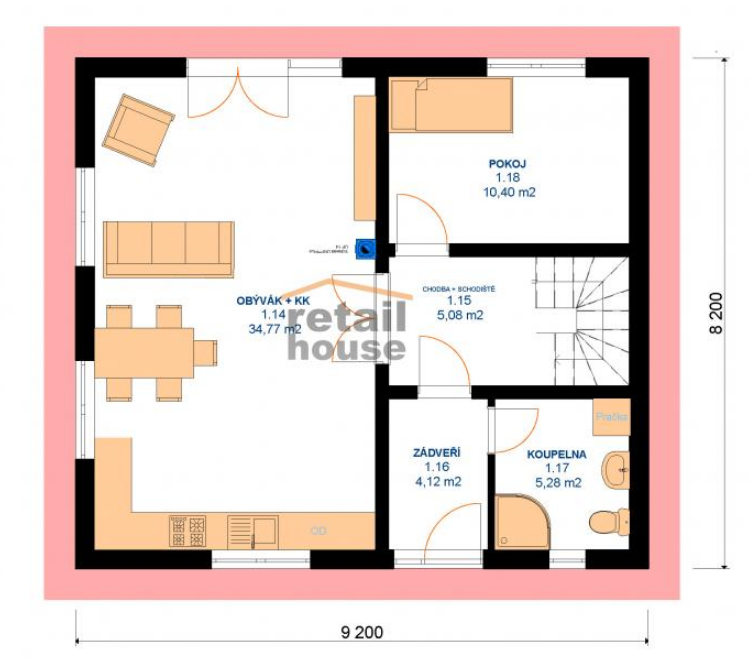 POKOJ
1.18
10,40 m2
OBÝVÁK + KK
1.14
34,77 m2
CHODBA + SCHODIŠTĚ
1.15
5,08 m2
retail
house
ZÁDVEŘÍ
1.16
4,12 m2
Pračka
KOUPELNA
1.17
5,28 m2
8 200
9 200